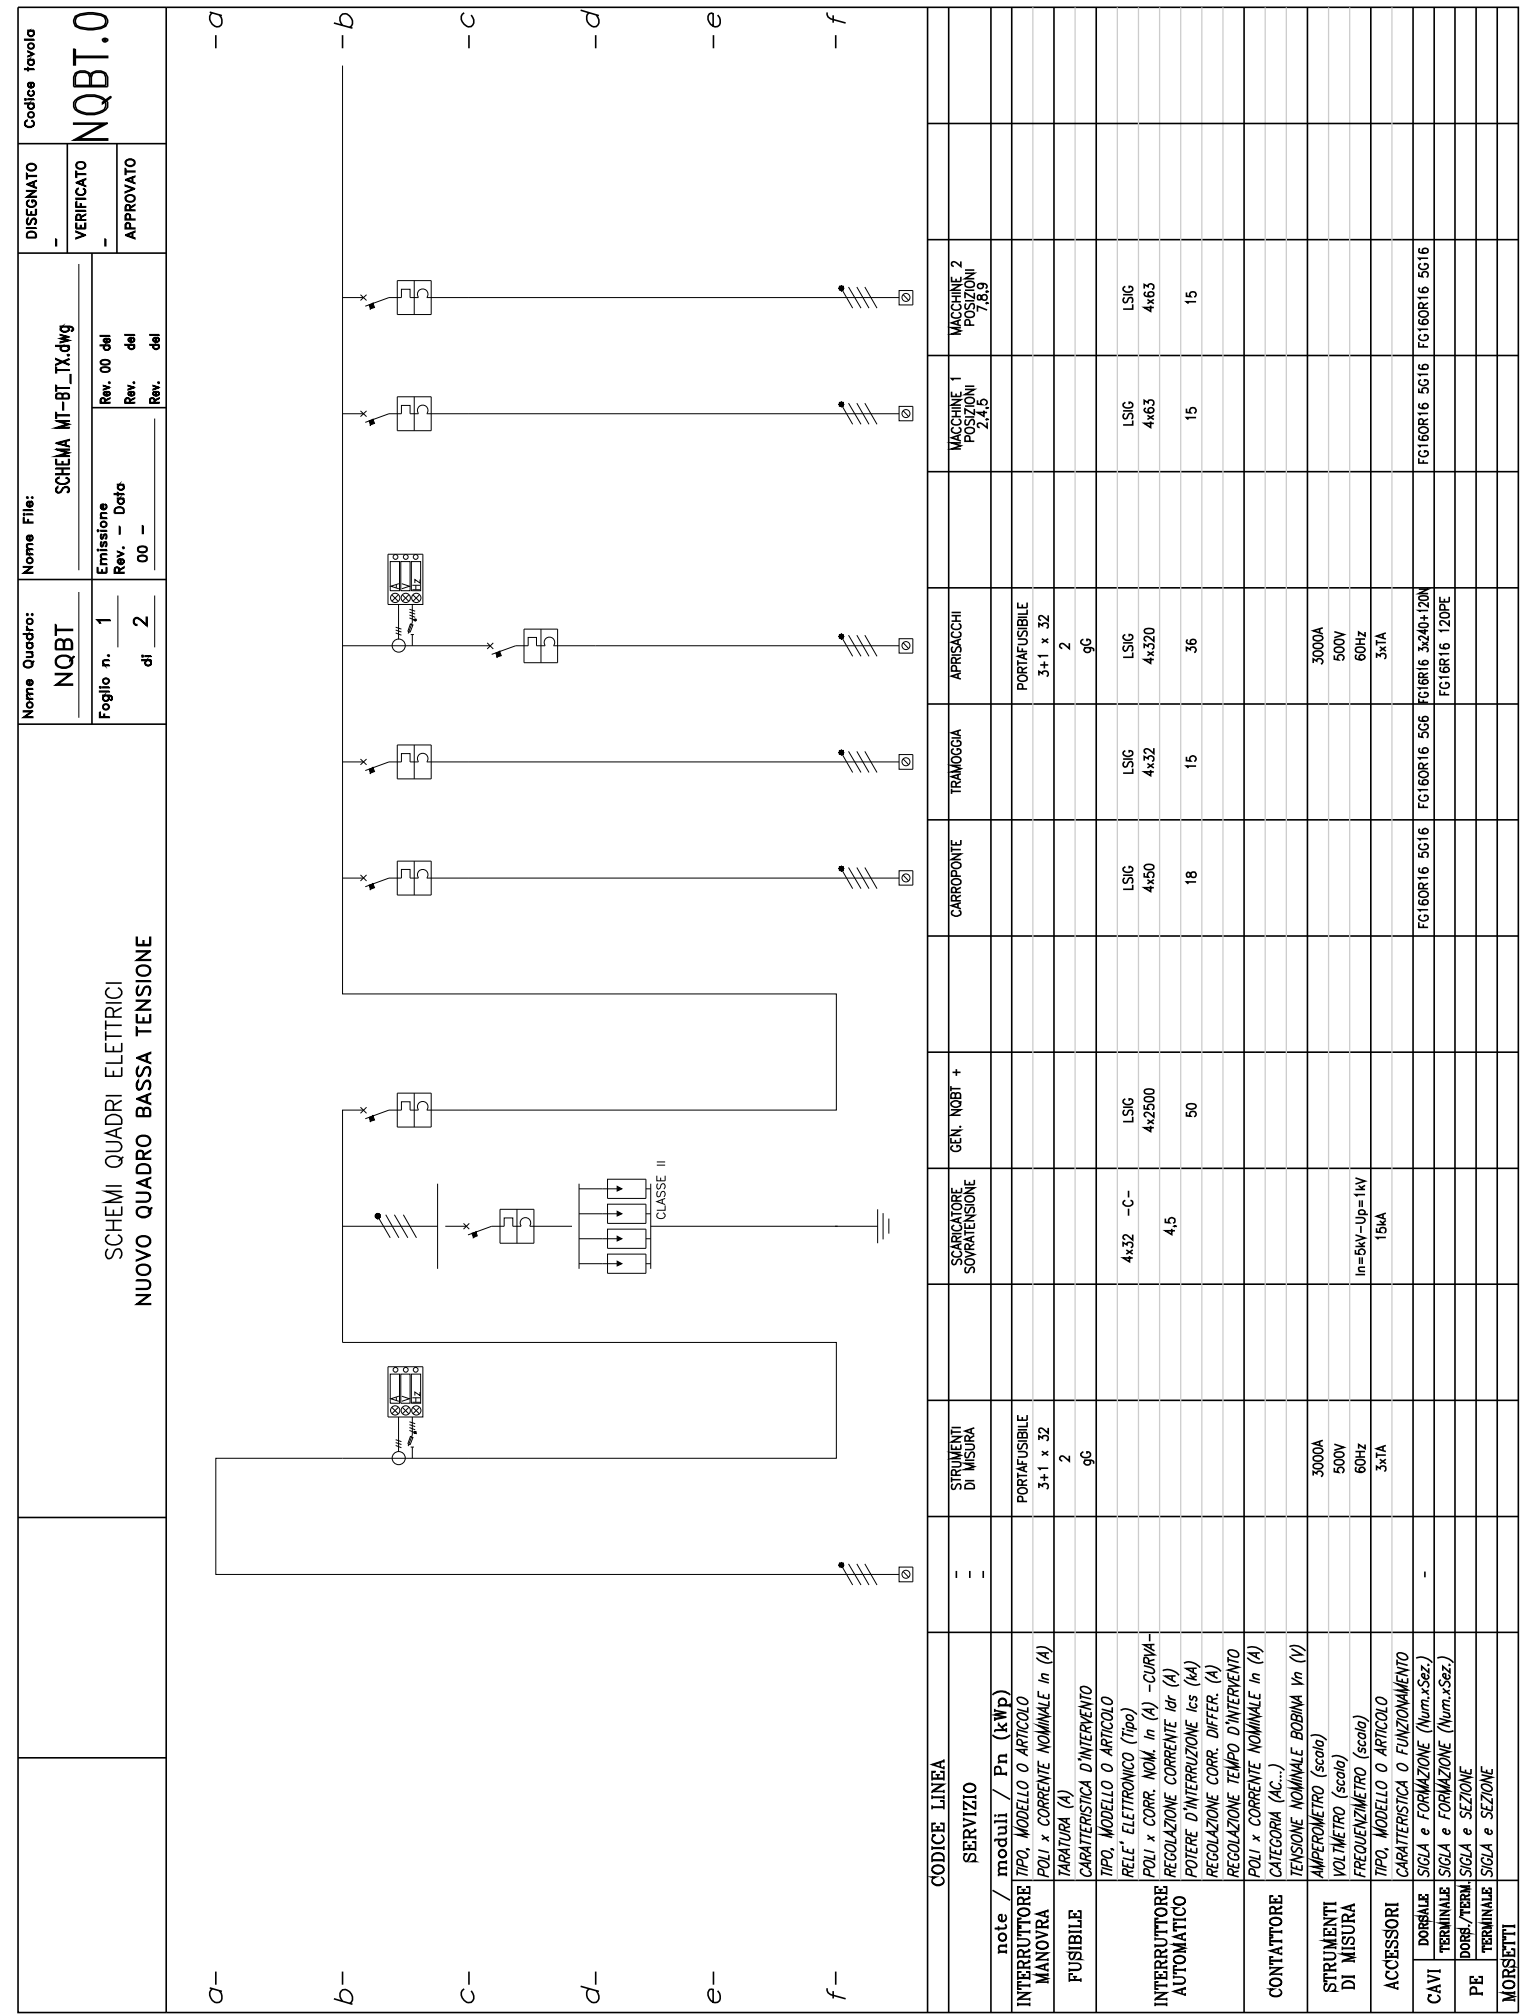 SCHEMI QUADRI ELETTRICI
NUOVO QUADRO BASSA TENSIONE
Nome Quadro:
NQBT
Foglio n. 1
di 2
Nome File:
SCHEMA MT-BT_TX.dwg
Emissione
Rev. - Data
00 -
Rev. 00 del
Rev. del
Rev. del
DISEGNATO
-
VERIFICATO
-
APPROVATO
Codice tavola
NQBT.0
a- -a
b- -b
c- -c
d- -d
e- -e
f- -f
A
V
Hz
CLASSE II
A
V
Hz
CODICE LINEA
SERVIZIO
-
-
-
STRUMENTI
DI MISURA
SCARICATORE
SOVRATENSIONE
GEN. NQBT +
CARROPONTE
TRAMOGGIA
APRISACCHI
MACCHINE 1
POSIZIONI
2,4,5
MACCHINE 2
POSIZIONI
7,8,9
note / moduli / Pn (kWp)
INTERRUTTORE
MANOVRA
TIPO, MODELLO O ARTICOLO PORTAFUSIBILE PORTAFUSIBILE
POLI x CORRENTE NOMINALE In (A) 3+1 x 32 3+1 x 32
FUSIBILE
TARATURA (A) 2 2
CARATTERISTICA D'INTERVENTO gG gG
INTERRUTTORE
AUTOMATICO
TIPO, MODELLO O ARTICOLO
RELE' ELETTRONICO (Tipo) 4x32 -C- LSIG LSIG LSIG LSIG LSIG LSIG
POLI x CORR. NOM. In (A) -CURVA- 4x2500 4x50 4x32 4x320 4x63 4x63
REGOLAZIONE CORRENTE Idr (A) 4,5
POTERE D'INTERRUZIONE Ics (kA) 50 18 15 36 15 15
REGOLAZIONE CORR. DIFFER. (A)
REGOLAZIONE TEMPO D'INTERVENTO
CONTATTORE
POLI x CORRENTE NOMINALE In (A)
CATEGORIA (AC...)
TENSIONE NOMINALE BOBINA Vn (V)
STRUMENTI
DI MISURA
AMPEROMETRO (scala) 3000A 3000A
VOLTMETRO (scala) 500V 500V
FREQUENZIMETRO (scala) 60Hz In=5kV-Up=1kV 60Hz
ACCESSORI
TIPO, MODELLO O ARTICOLO 3xTA 15kA 3xTA
CARATTERISTICA O FUNZIONAMENTO
CAVI
DORSALE SIGLA e FORMAZIONE (Num.xSez.) - FG16OR16 5G16 FG16OR16 5G6 FG16R16 3x240+120N FG16OR16 5G16 FG16OR16 5G16
TERMINALE SIGLA e FORMAZIONE (Num.xSez.) FG16R16 120PE
PE
DORS./TERM. SIGLA e SEZIONE
TERMINALE SIGLA e SEZIONE
MORSETTI